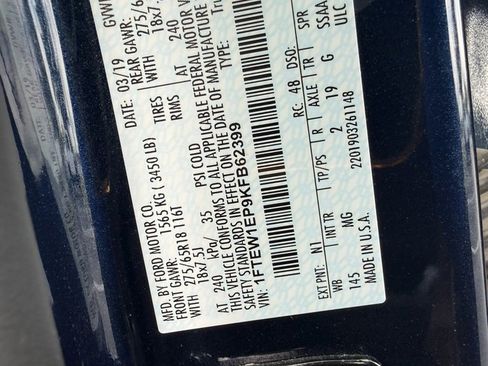 MFD. BY FORD MOTOR CO.
DATE: 03/19
GVWR
FRONT GAWR: 1565 KG ( 3450 LB)
REAR GAWR:
275/65R18 116T
WITH
TIRES
WITH
275/6
18x7.5J
RIMS
18x7.
AT 240 kPa/ 35 PSI COLD
AT 240
THIS VEHICLE CONFORMS TO ALL APPLICABLE FEDERAL MOTOR V
SAFETY STANDARDS IN EFFECT ON THE DATE OF MANUFACTURE
VIN: 1FTEW1EP9KFB62399
TYPE:
EXT PNT: N1
RC: 48
DSO:
WB
INT TR
TP/PS
R
AXLE
TR
SPR
145
MG
2
19
G
SSAA
2201903261148
ULC
MADE IN U.S.A.